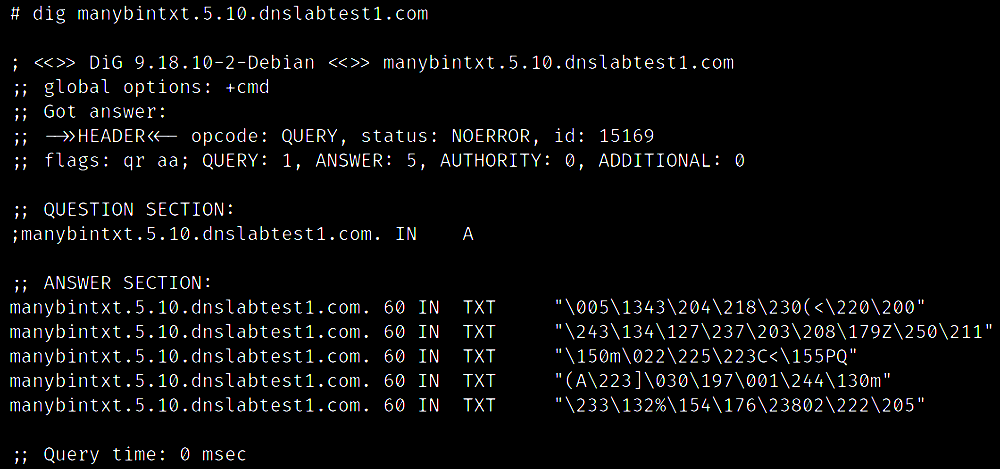 # dig manybintxt.5.10.dnslabtest1.com
; <<>> DiG 9.18.10-2-Debian <<>> manybintxt.5.10.dnslabtest1.com
;; global options: +cmd
;; Got answer:
;; ->>HEADER<<- opcode: QUERY, status: NOERROR, id: 15169
;; flags: qr aa; QUERY: 1, ANSWER: 5, AUTHORITY: 0, ADDITIONAL: 0
;; QUESTION SECTION:
;manybintxt.5.10.dnslabtest1.com. IN A
;; ANSWER SECTION:
manybintxt.5.10.dnslabtest1.com. 60 IN TXT "\005\1343\204\218\230(<\220\200"
manybintxt.5.10.dnslabtest1.com. 60 IN TXT "\243\134\127\237\203\208\179Z\250\211"
manybintxt.5.10.dnslabtest1.com. 60 IN TXT "\150m\022\225\223C<\155PQ"
manybintxt.5.10.dnslabtest1.com. 60 IN TXT "(A\223]\030\197\001\244\130m"
manybintxt.5.10.dnslabtest1.com. 60 IN TXT "\233\132%\154\176\23802\222\205"
;; Query time: 0 msec